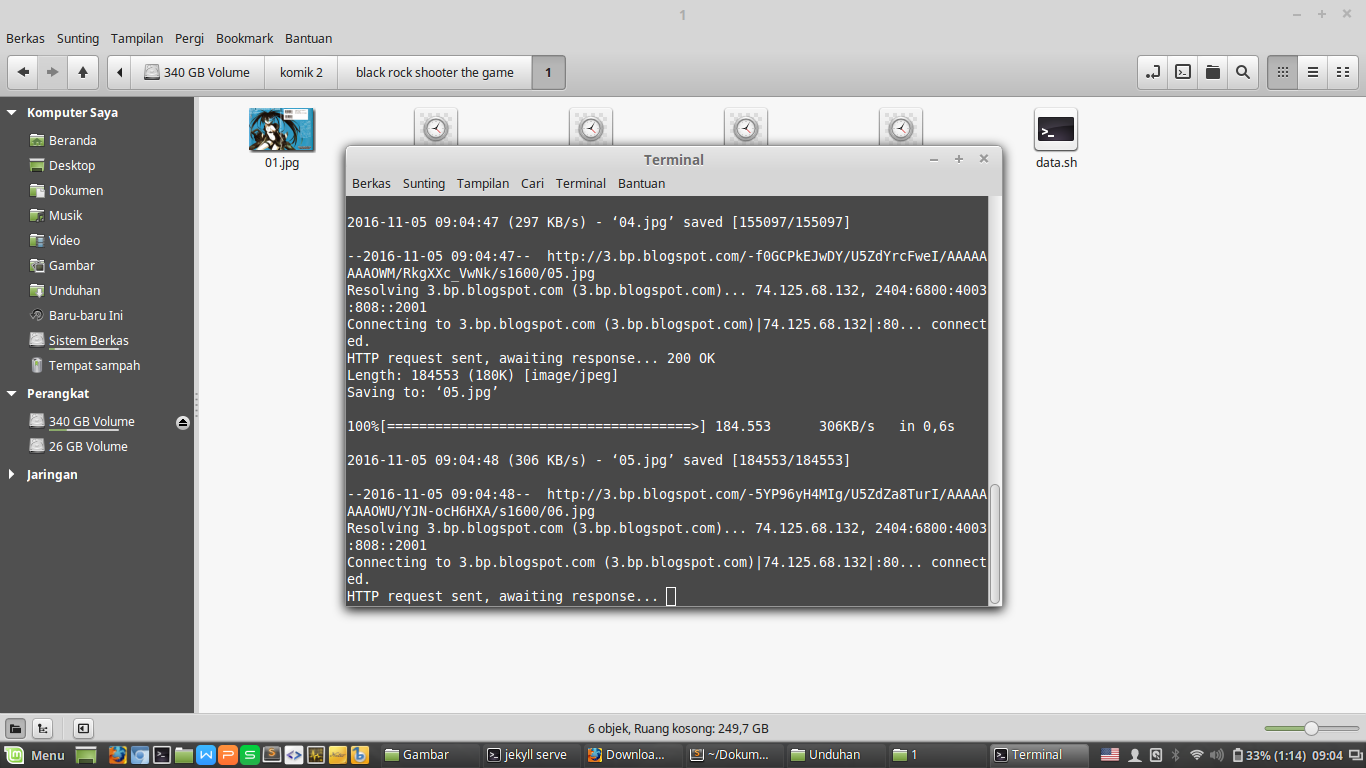 1
Berkas Sunting Tampilan Pergi Bookmark Bantuan
340 GB Volume komik 2 black rock shooter the game 1
Komputer Saya
Beranda
Desktop
Dokumen
Musik
Video
Gambar
Unduhan
Baru-baru Ini
Sistem Berkas
Tempat sampah
Perangkat
340 GB Volume
26 GB Volume
Jaringan
01.jpg
data.sh
Terminal
Berkas Sunting Tampilan Cari Terminal Bantuan
2016-11-05 09:04:47 (297 KB/s) - ‘04.jpg’ saved [155097/155097]
--2016-11-05 09:04:47-- http://3.bp.blogspot.com/-f0GCPkEJwDY/U5ZdYrcFweI/AAAAA
AAAOWM/RkgXXc_VwNk/s1600/05.jpg
Resolving 3.bp.blogspot.com (3.bp.blogspot.com)... 74.125.68.132, 2404:6800:4003
:808::2001
Connecting to 3.bp.blogspot.com (3.bp.blogspot.com)|74.125.68.132|:80... connect
ed.
HTTP request sent, awaiting response... 200 OK
Length: 184553 (180K) [image/jpeg]
Saving to: ‘05.jpg’
100%[======================================>] 184.553 306KB/s in 0,6s
2016-11-05 09:04:48 (306 KB/s) - ‘05.jpg’ saved [184553/184553]
--2016-11-05 09:04:48-- http://3.bp.blogspot.com/-5YP96yH4MIg/U5ZdZa8TurI/AAAAA
AAAOWU/YJN-ocH6HXA/s1600/06.jpg
Resolving 3.bp.blogspot.com (3.bp.blogspot.com)... 74.125.68.132, 2404:6800:4003
:808::2001
Connecting to 3.bp.blogspot.com (3.bp.blogspot.com)|74.125.68.132|:80... connect
ed.
HTTP request sent, awaiting response...
6 objek, Ruang kosong: 249,7 GB
Menu Gambar jekyll serve Downloa... ~/Dokum... Unduhan 1 Terminal 33% (1:14) 09:04